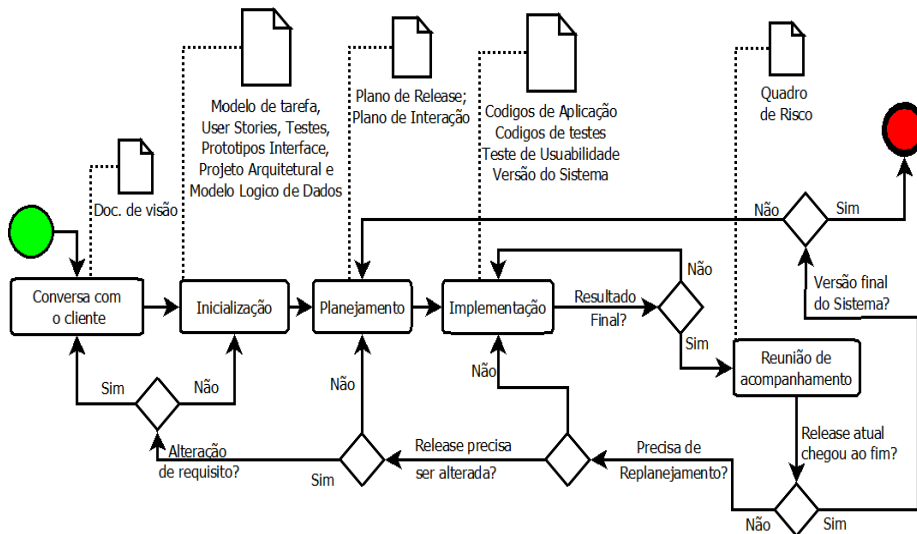 Modelo de tarefa,
User Stories, Testes,
Prototipos Interface,
Projeto Arquitetural e
Modelo Logico de Dados
Plano de Release;
Plano de Interação
Codigos de Aplicação
Codigos de testes
Teste de Usuabilidade
Versão do Sistema
Quadro
de Risco
Doc. de visão
Não
Sim
Conversa com
o cliente
Inicialização
Planejamento
Implementação
Resultado
Final?
Não
Sim
Versão final
do Sistema?
Reunião de
acompanhamento
Sim
Não
Não
Não
Alteração
de requisito?
Sim
Release precisa
ser alterada?
Precisa de
Replanejamento?
Release atual
chegou ao fim?
Não
Sim